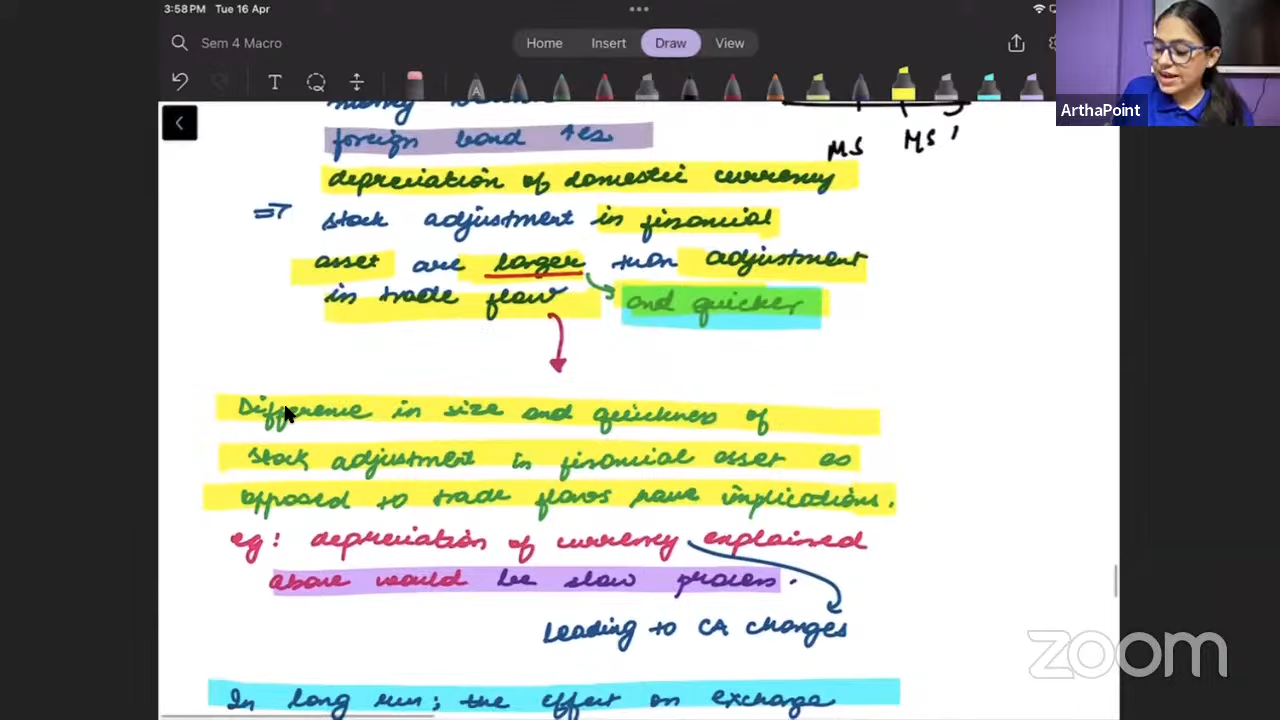 3:58 PM Tue 16 Apr
Sem 4 Macro
Home Insert Draw View
ArthaPoint
foreign bond ↑es
MS MS'
depreciation of domestic currency
⇒ stock adjustment in financial
asset are larger than adjustment
in trade flow and quicker
Difference in size and quickness of
stock adjustment in financial asset as
opposed to trade flows have implications.
eg: depreciation of currency explained
above would be slow process.
leading to CA changes
In long run; the effect on exchange
zoom